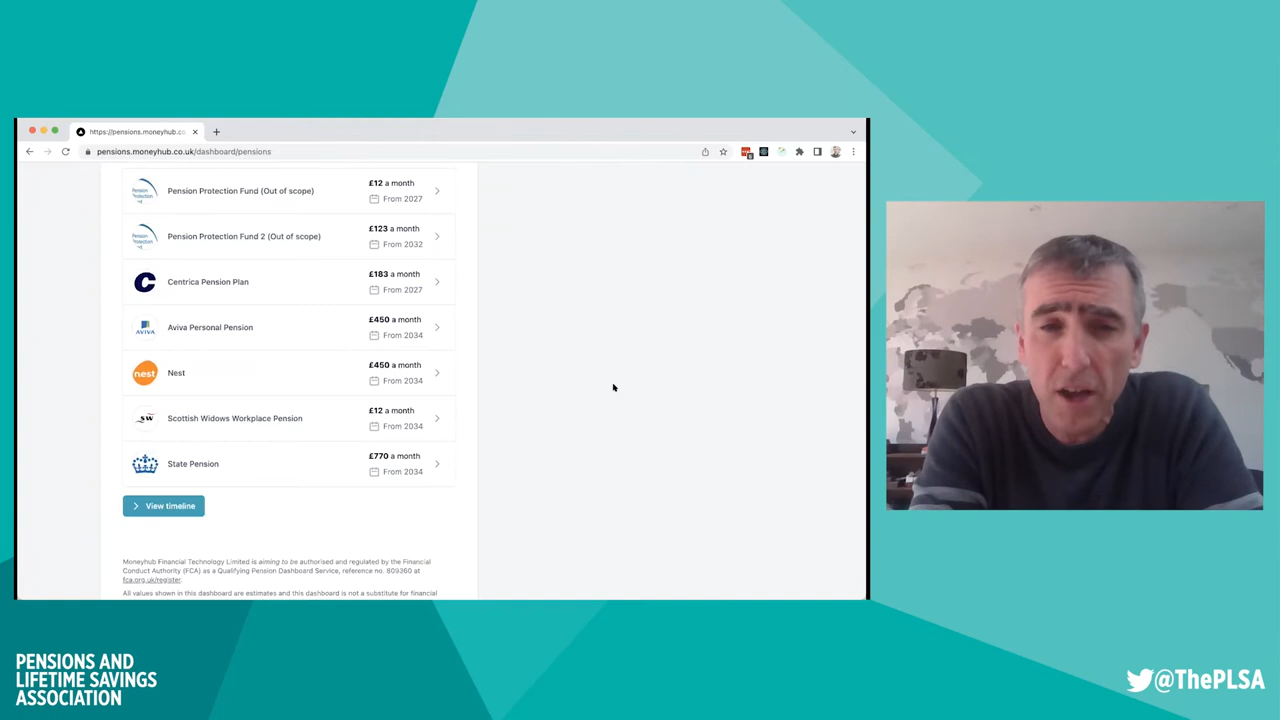 https://pensions.moneyhub.co
pensions.moneyhub.co.uk/dashboard/pensions
Pension Protection Fund (Out of scope)
£12 a month
From 2027
Pension Protection Fund 2 (Out of scope)
£123 a month
From 2032
C
Centrica Pension Plan
£183 a month
From 2027
AVIVA
Aviva Personal Pension
£450 a month
From 2034
nest
Nest
£450 a month
From 2034
SW
Scottish Widows Workplace Pension
£12 a month
From 2034
State Pension
£770 a month
From 2034
View timeline
Moneyhub Financial Technology Limited is aiming to be authorised and regulated by the Financial
Conduct Authority (FCA) as a Qualifying Pension Dashboard Service, reference no. 809360 at
fca.org.uk/register.
All values shown in this dashboard are estimates and this dashboard is not a substitute for financial
PENSIONS AND
LIFETIME SAVINGS
ASSOCIATION
@ThePLSA